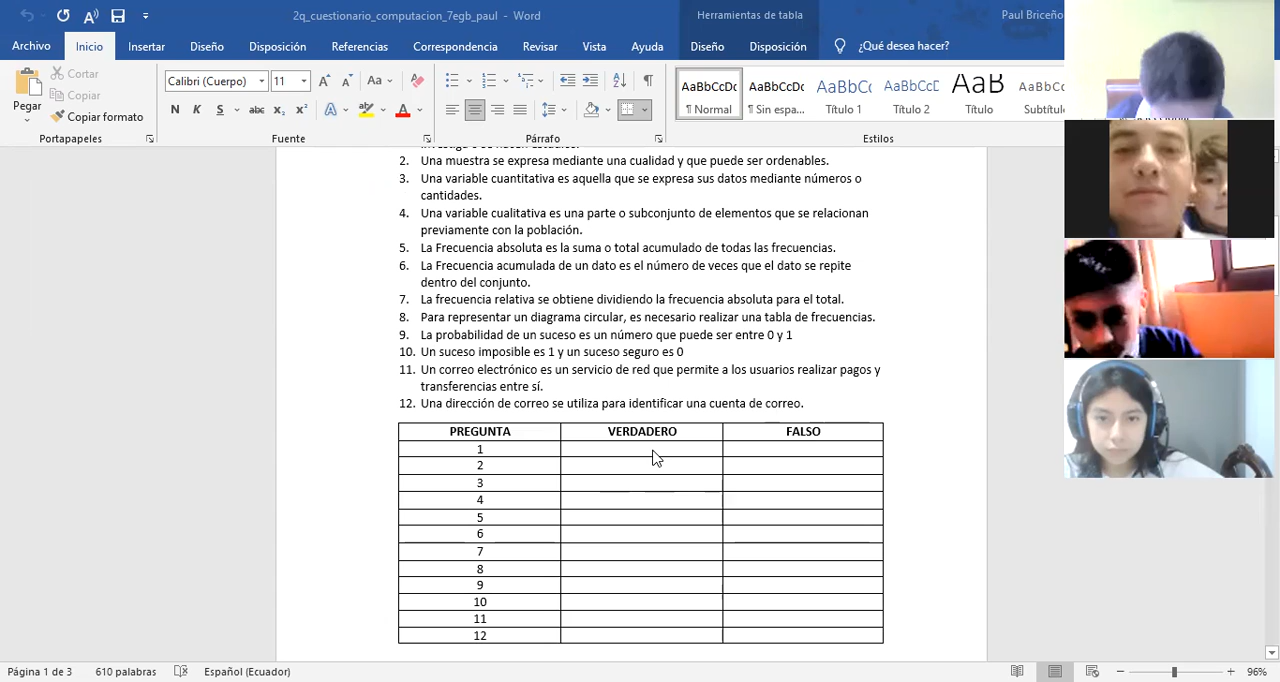 2q_cuestionario_computacion_7egb_paul - Word
Herramientas de tabla
Paul Briceño
Archivo Inicio Insertar Diseño Disposición Referencias Correspondencia Revisar Vista Ayuda Diseño Disposición ¿Qué desea hacer?
Pegar
Cortar
Copiar
Copiar formato
Portapapeles
Calibri (Cuerpo) 11
Fuente
Párrafo
AaBbCcDc AaBbCcDc AaBbCcD AaBbCcD AaB AaBbCcD
¶ Normal ¶ Sin espa... Título 1 Título 2 Título Subtítulo
Estilos
2. Una muestra se expresa mediante una cualidad y que puede ser ordenables.
3. Una variable cuantitativa es aquella que se expresa sus datos mediante números o
cantidades.
4. Una variable cualitativa es una parte o subconjunto de elementos que se relacionan
previamente con la población.
5. La Frecuencia absoluta es la suma o total acumulado de todas las frecuencias.
6. La Frecuencia acumulada de un dato es el número de veces que el dato se repite
dentro del conjunto.
7. La frecuencia relativa se obtiene dividiendo la frecuencia absoluta para el total.
8. Para representar un diagrama circular, es necesario realizar una tabla de frecuencias.
9. La probabilidad de un suceso es un número que puede ser entre 0 y 1
10. Un suceso imposible es 1 y un suceso seguro es 0
11. Un correo electrónico es un servicio de red que permite a los usuarios realizar pagos y
transferencias entre sí.
12. Una dirección de correo se utiliza para identificar una cuenta de correo.
PREGUNTA VERDADERO FALSO
1
2
3
4
5
6
7
8
9
10
11
12
Página 1 de 3 610 palabras Español (Ecuador) 96%